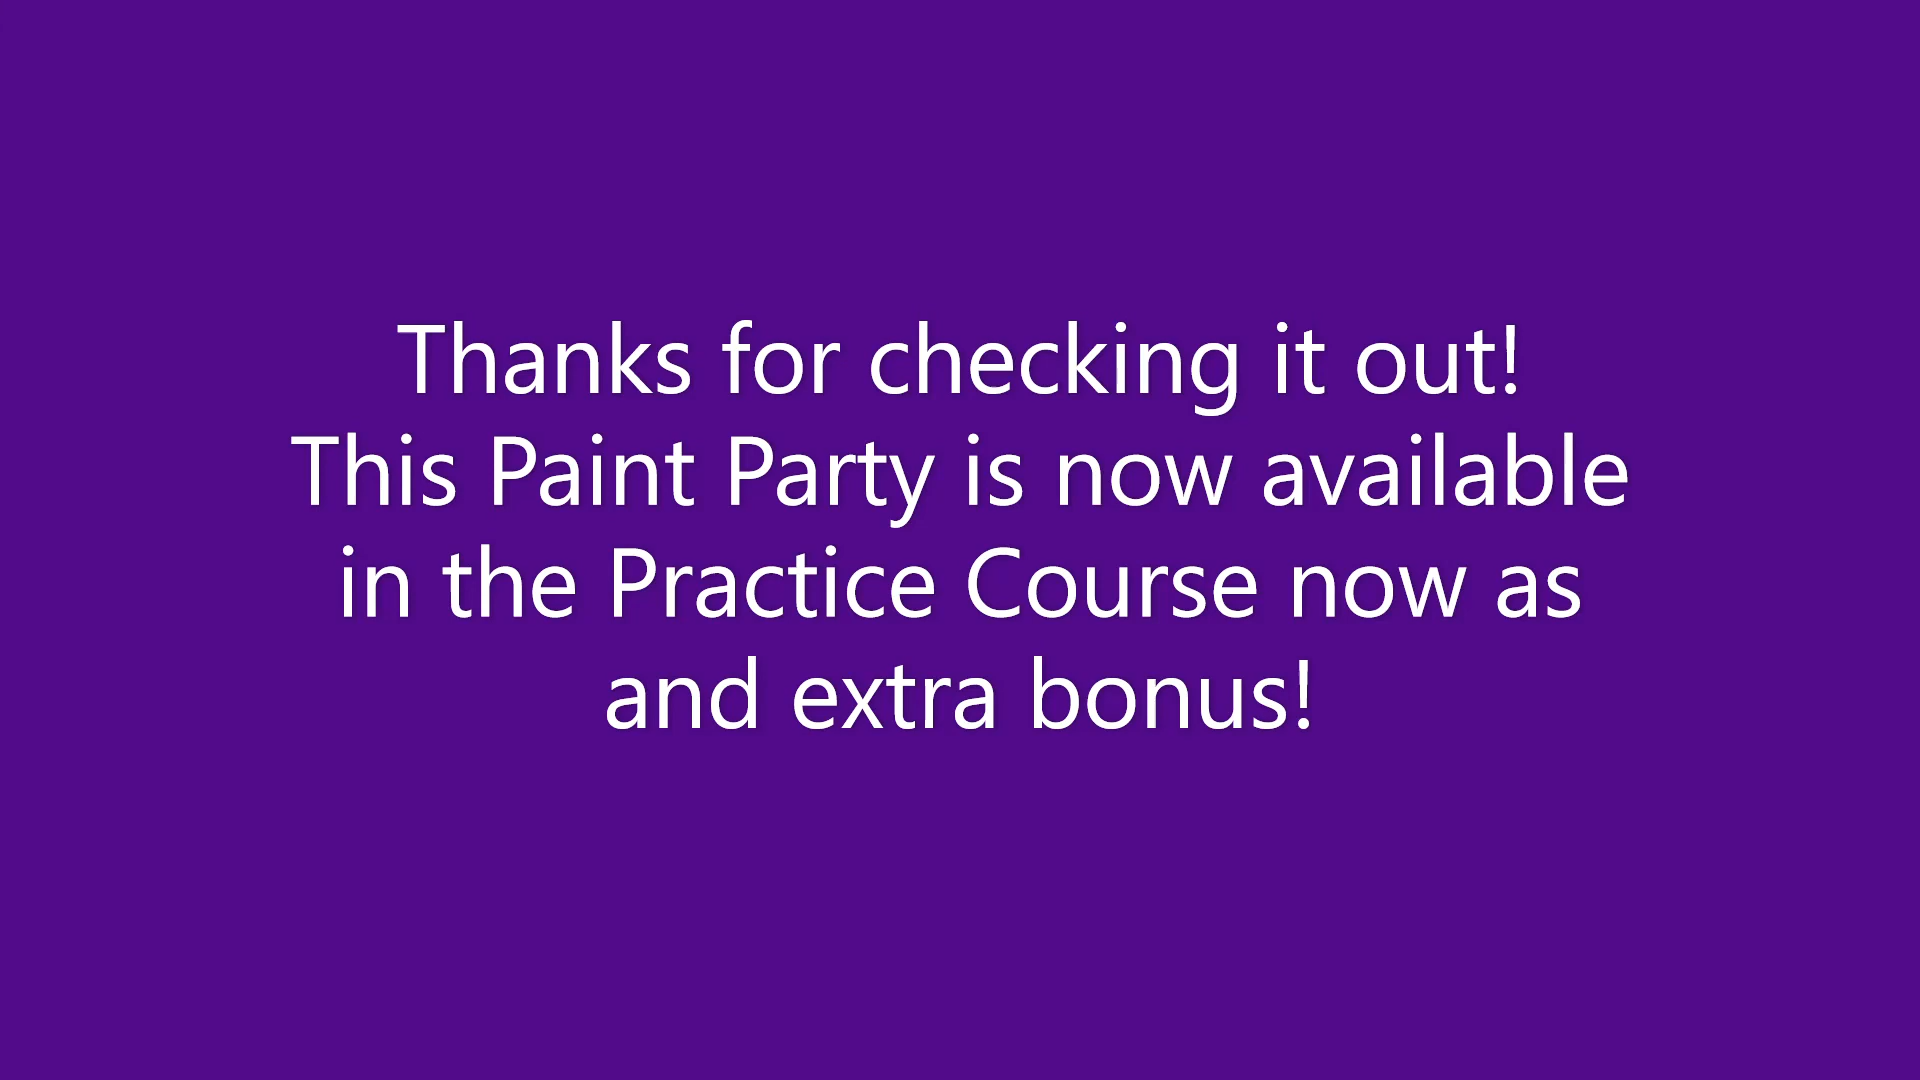 Thanks for checking it out!
This Paint Party is now available
in the Practice Course now as
and extra bonus!